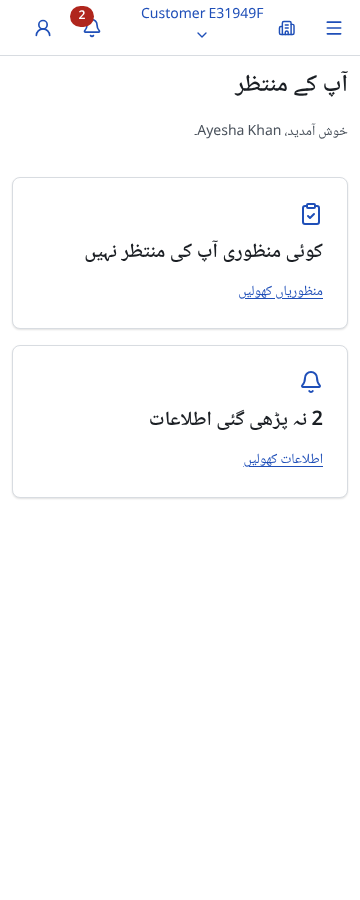 Customer E31949F
2
آپ کے منتظر
خوش آمدید، Ayesha Khan۔
کوئی منظوری آپ کی منتظر نہیں
منظوریاں کھولیں
2 نہ پڑھی گئی اطلاعات
اطلاعات کھولیں